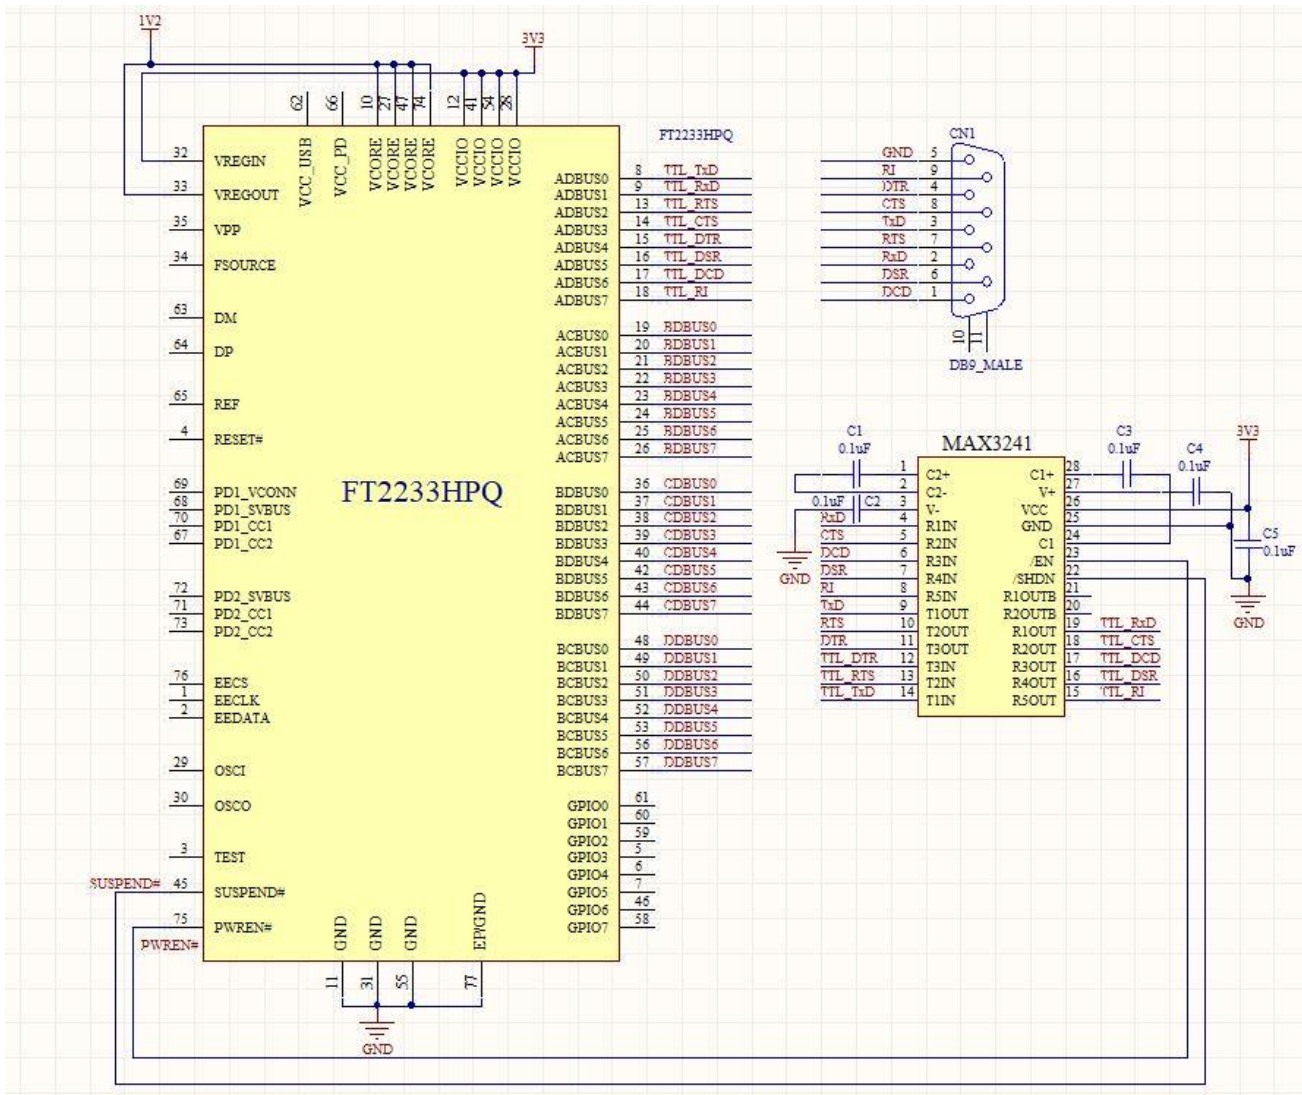 1V2
3V3
62
66
10
27
47
74
12
41
54
28
VCC_USB
VCC_PD
VCORE
VCORE
VCORE
VCORE
VCCIO
VCCIO
VCCIO
VCCIO
32 VREGIN
33 VREGOUT
35 VPP
34 FSOURCE
63 DM
64 DP
65 REF
4 RESET#
69 PD1_VCONN
68 PD1_SVBUS
70 PD1_CC1
67 PD1_CC2
72 PD2_SVBUS
71 PD2_CC1
73 PD2_CC2
76 EECS
1 EECLK
2 EEDATA
29 OSCI
30 OSCO
3 TEST
SUSPEND# 45 SUSPEND#
75 PWREN#
PWREN#
FT2233HPQ
GND
GND
GND
EP/GND
11
31
55
77
GND
FT2233HPQ
ADBUS0 8 TTL_TxD
ADBUS1 9 TTL_RxD
ADBUS2 13 TTL_RTS
ADBUS3 14 TTL_CTS
ADBUS4 15 TTL_DTR
ADBUS5 16 TTL_DSR
ADBUS6 17 TTL_DCD
ADBUS7 18 TTL_RI
ACBUS0 19 BDBUS0
ACBUS1 20 BDBUS1
ACBUS2 21 BDBUS2
ACBUS3 22 BDBUS3
ACBUS4 23 BDBUS4
ACBUS5 24 BDBUS5
ACBUS6 25 BDBUS6
ACBUS7 26 BDBUS7
BDBUS0 36 CDBUS0
BDBUS1 37 CDBUS1
BDBUS2 38 CDBUS2
BDBUS3 39 CDBUS3
BDBUS4 40 CDBUS4
BDBUS5 42 CDBUS5
BDBUS6 43 CDBUS6
BDBUS7 44 CDBUS7
BCBUS0 48 DDBUS0
BCBUS1 49 DDBUS1
BCBUS2 50 DDBUS2
BCBUS3 51 DDBUS3
BCBUS4 52 DDBUS4
BCBUS5 53 DDBUS5
BCBUS6 56 DDBUS6
BCBUS7 57 DDBUS7
GPIO0 61
GPIO1 60
GPIO2 59
GPIO3 5
GPIO4 6
GPIO5 7
GPIO6 46
GPIO7 58
CN1
GND 5
RI 9
DTR 4
CTS 8
TxD 3
RTS 7
RxD 2
DSR 6
DCD 1
10
11
DB9_MALE
MAX3241
C1
0.1uF
0.1uF C2
GND
1 C2+
2 C2-
3 V-
RxD 4 R1IN
CTS 5 R2IN
DCD 6 R3IN
DSR 7 R4IN
RI 8 R5IN
TxD 9 T1OUT
RTS 10 T2OUT
DTR 11 T3OUT
TTL_DTR 12 T3IN
TTL_RTS 13 T2IN
TTL_TxD 14 T1IN
C1+ 28
V+ 27
VCC 26
GND 25
C1 24
/EN 23
/SHDN 22
R1OUTB 21
R2OUTB 20
R1OUT 19 TTL_RxD
R2OUT 18 TTL_CTS
R3OUT 17 TTL_DCD
R4OUT 16 TTL_DSR
R5OUT 15 TTL_RI
C3
0.1uF
C4
0.1uF
3V3
C5
0.1uF
GND